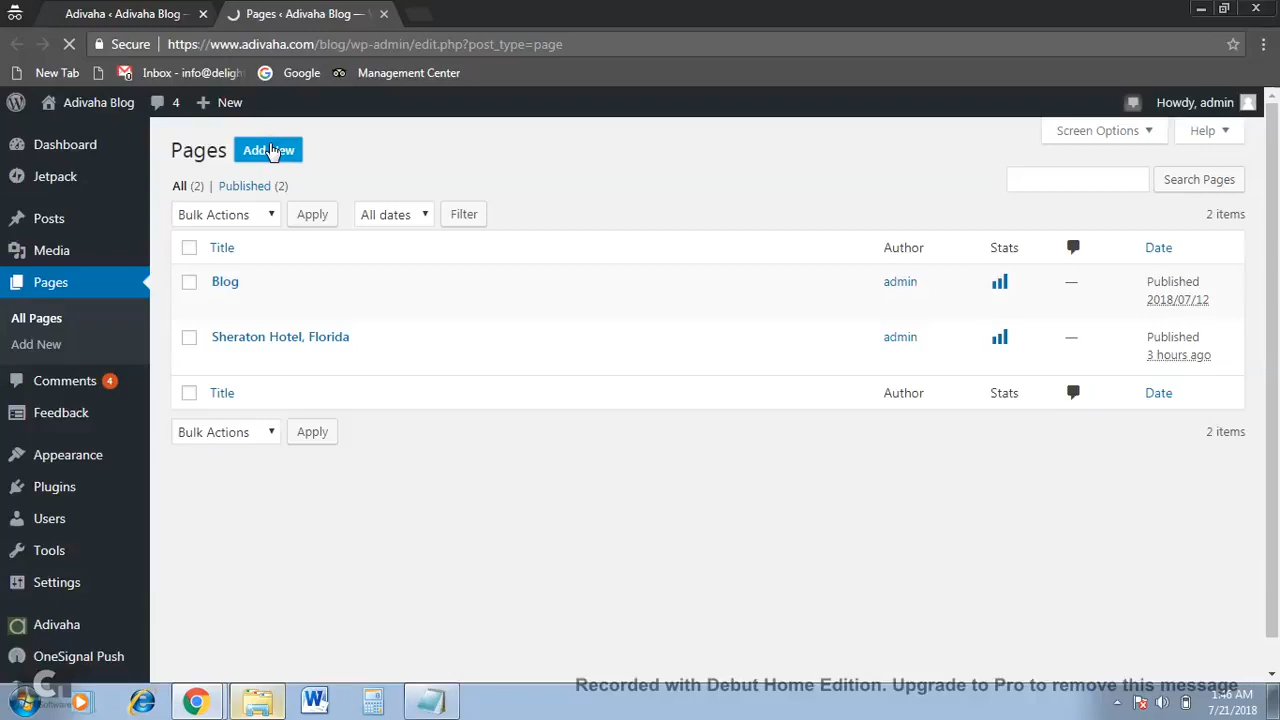 Adivaha ‹ Adivaha Blog —
Pages ‹ Adivaha Blog —
Secure
https://www.adivaha.com/blog/wp-admin/edit.php?post_type=page
New Tab
Inbox - info@deligh
Google
Management Center
Adivaha Blog
4
New
Howdy, admin
Dashboard
Jetpack
Posts
Media
Pages
All Pages
Add New
Comments 4
Feedback
Appearance
Plugins
Users
Tools
Settings
Adivaha
OneSignal Push
Pages
Add New
Screen Options
Help
All (2) | Published (2)
Search Pages
Bulk Actions
Apply
All dates
Filter
2 items
Title
Author
Stats
Date
Blog
admin
—
Published
2018/07/12
Sheraton Hotel, Florida
admin
—
Published
3 hours ago
Title
Author
Stats
Date
Bulk Actions
Apply
2 items
Recorded with Debut Home Edition. Upgrade to Pro to remove this message
1:46 AM
7/21/2018